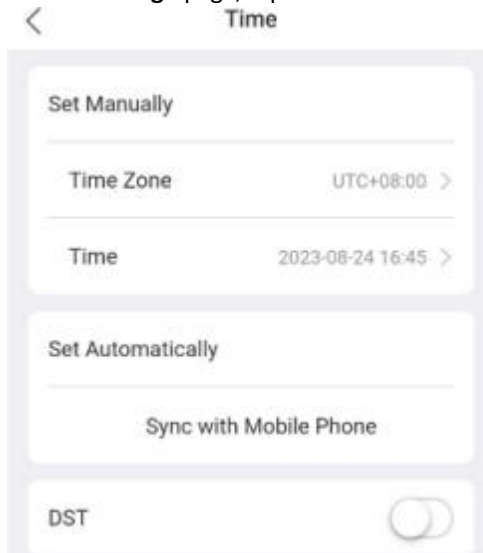 Time
Set Manually
Time Zone UTC+08:00 >
Time 2023-08-24 16:45 >
Set Automatically
Sync with Mobile Phone
DST